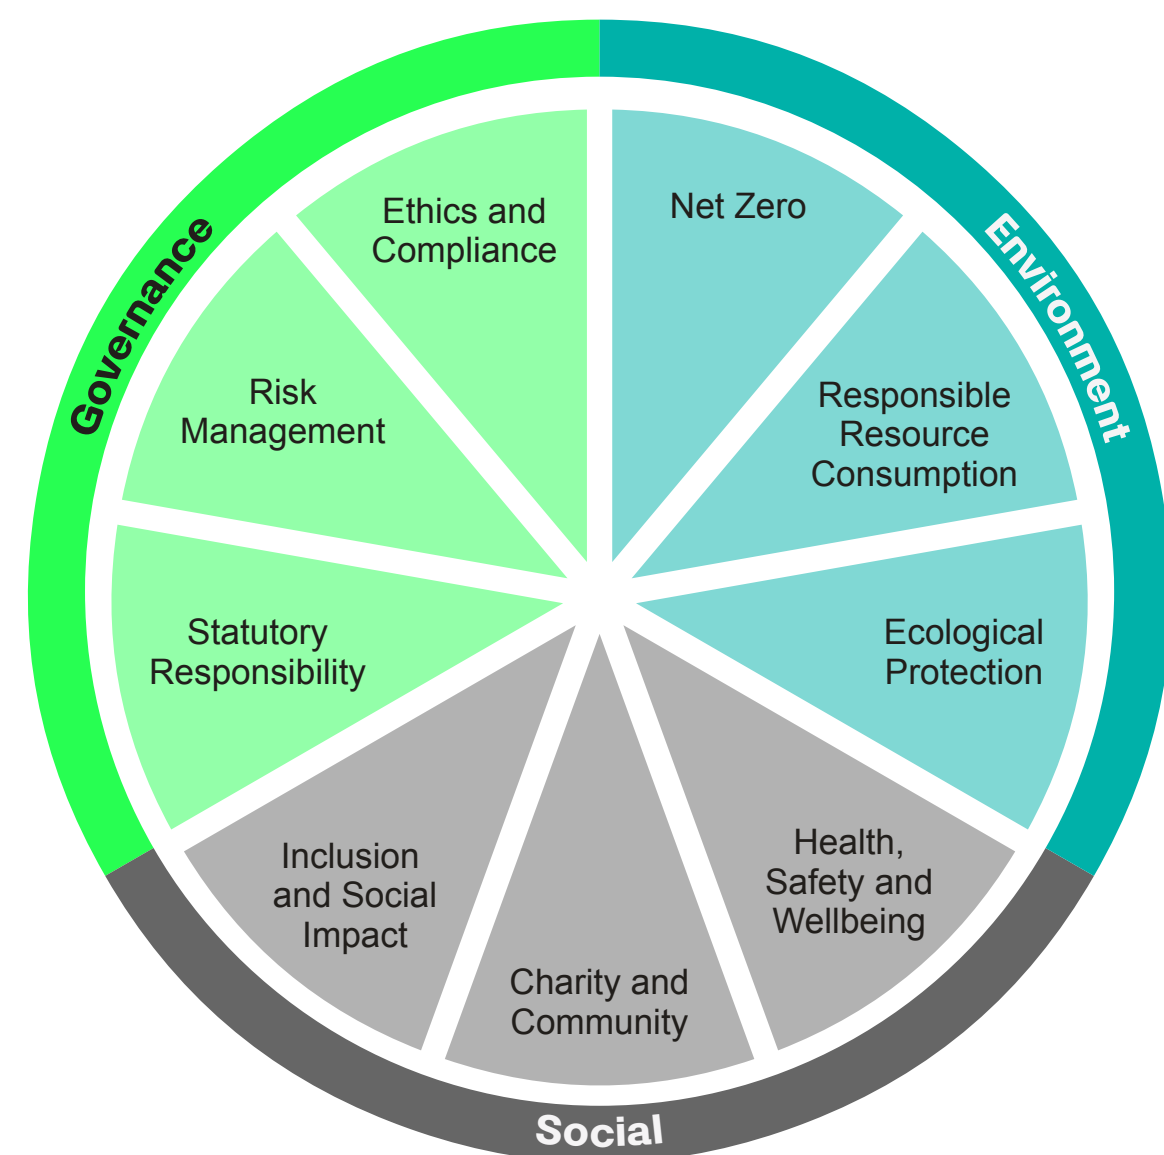 Governance
Environment
Social
Ethics and
Compliance
Net Zero
Risk
Management
Responsible
Resource
Consumption
Statutory
Responsibility
Ecological
Protection
Inclusion
and Social
Impact
Health,
Safety and
Wellbeing
Charity and
Community